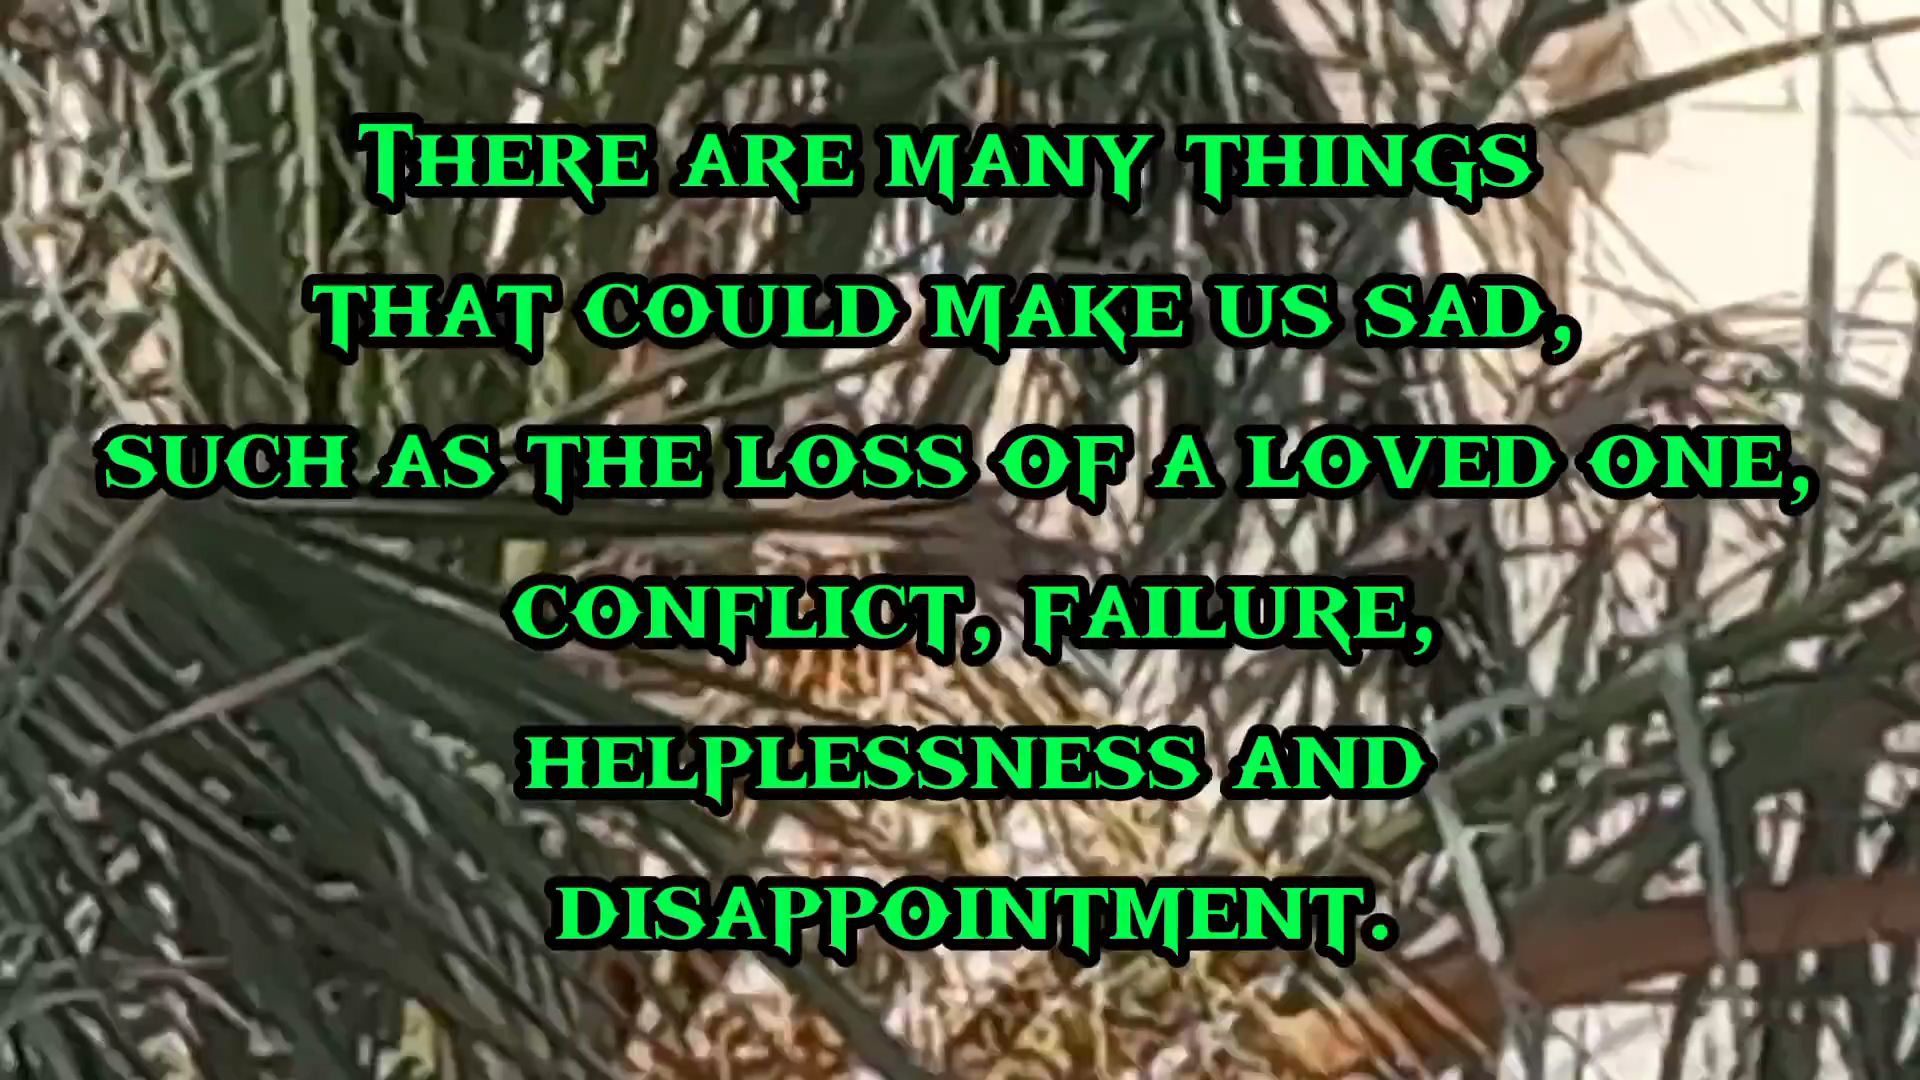 There are many things
that could make us sad,
such as the loss of a loved one,
conflict, failure,
helplessness and
disappointment.